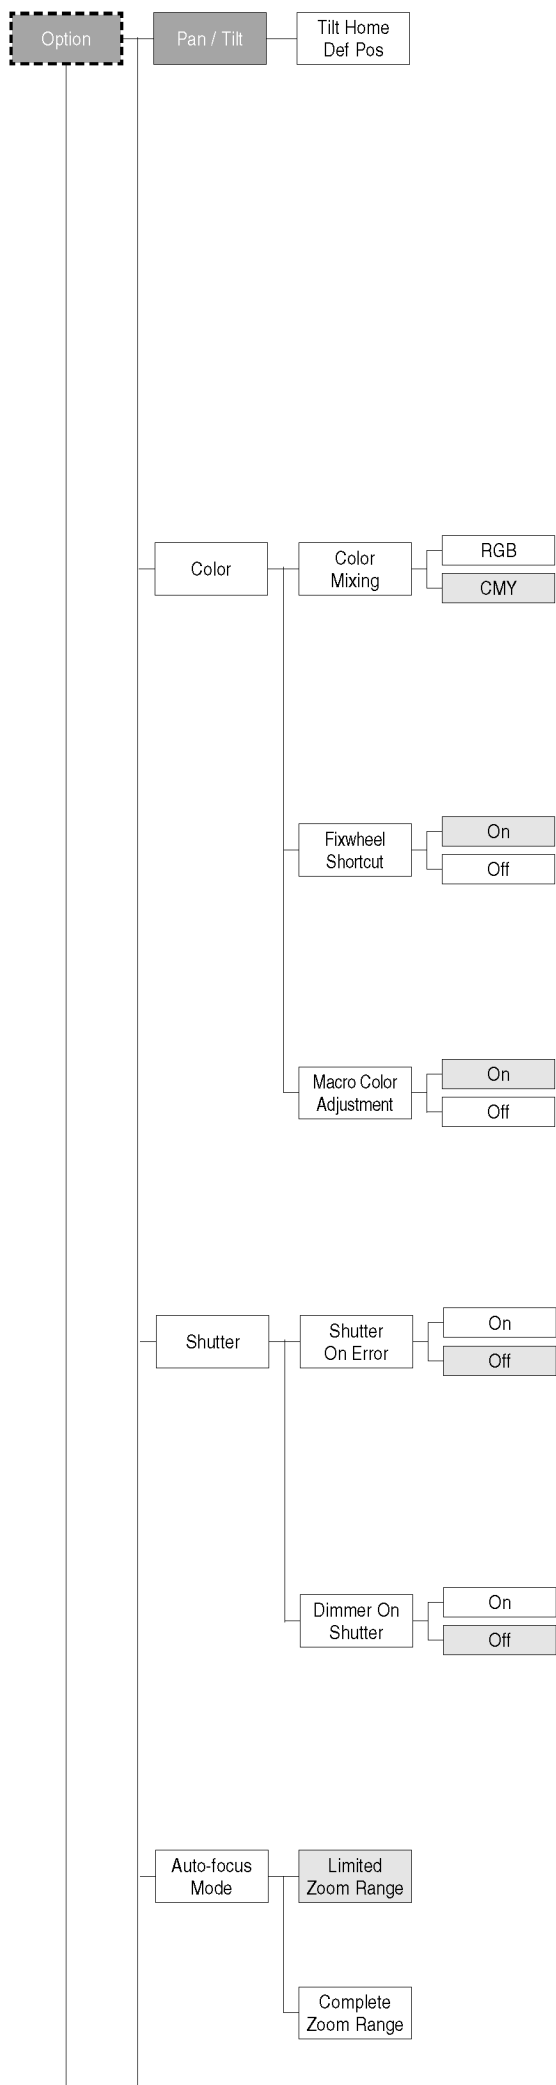 Option
Pan / Tilt
Tilt Home
Def Pos
Color
Color
Mixing
RGB
CMY
Fixwheel
Shortcut
On
Off
Macro Color
Adjustment
On
Off
Shutter
Shutter
On Error
On
Off
Dimmer On
Shutter
On
Off
Auto-focus
Mode
Limited
Zoom Range
Complete
Zoom Range